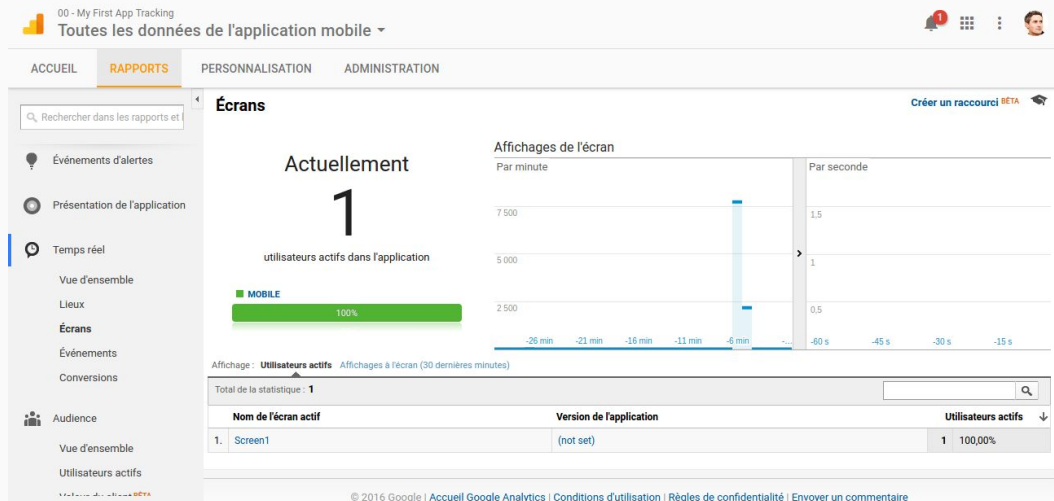 00 - My First App Tracking
Toutes les données de l'application mobile
1
ACCUEIL
RAPPORTS
PERSONNALISATION
ADMINISTRATION
Rechercher dans les rapports et
Événements d'alertes
Présentation de l'application
Temps réel
Vue d'ensemble
Lieux
Écrans
Événements
Conversions
Audience
Vue d'ensemble
Utilisateurs actifs
Écrans
Créer un raccourci BÊTA
Actuellement
1
utilisateurs actifs dans l'application
MOBILE
100%
Affichages de l'écran
Par minute
7 500
5 000
2 500
-26 min
-21 min
-16 min
-11 min
-6 min
-...
Par seconde
1,5
1
0,5
-60 s
-45 s
-30 s
-15 s
Affichage : Utilisateurs actifs Affichages à l'écran (30 dernières minutes)
Total de la statistique : 1
Nom de l'écran actif Version de l'application Utilisateurs actifs
1. Screen1 (not set) 1 100,00%
© 2016 Google | Accueil Google Analytics | Conditions d'utilisation | Règles de confidentialité | Envoyer un commentaire